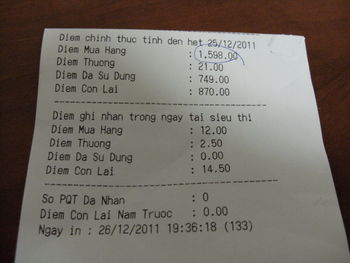 Diem chinh thuc tinh den het 25/12/2011
Diem Mua Hang : 1.598.00
Diem Thuong : 21.00
Diem Da Su Dung : 749.00
Diem Con Lai : 870.00
----------------------------------------
Diem ghi nhan trong ngay tai sieu thi
Diem Mua Hang : 12.00
Diem Thuong : 2.50
Diem Da Su Dung : 0.00
Diem Con Lai : 14.50
----------------------------------------
So PQT Da Nhan : 0
Diem Con Lai Nam Truoc : 0.00
Ngay in : 26/12/2011 19:36:18 (133)